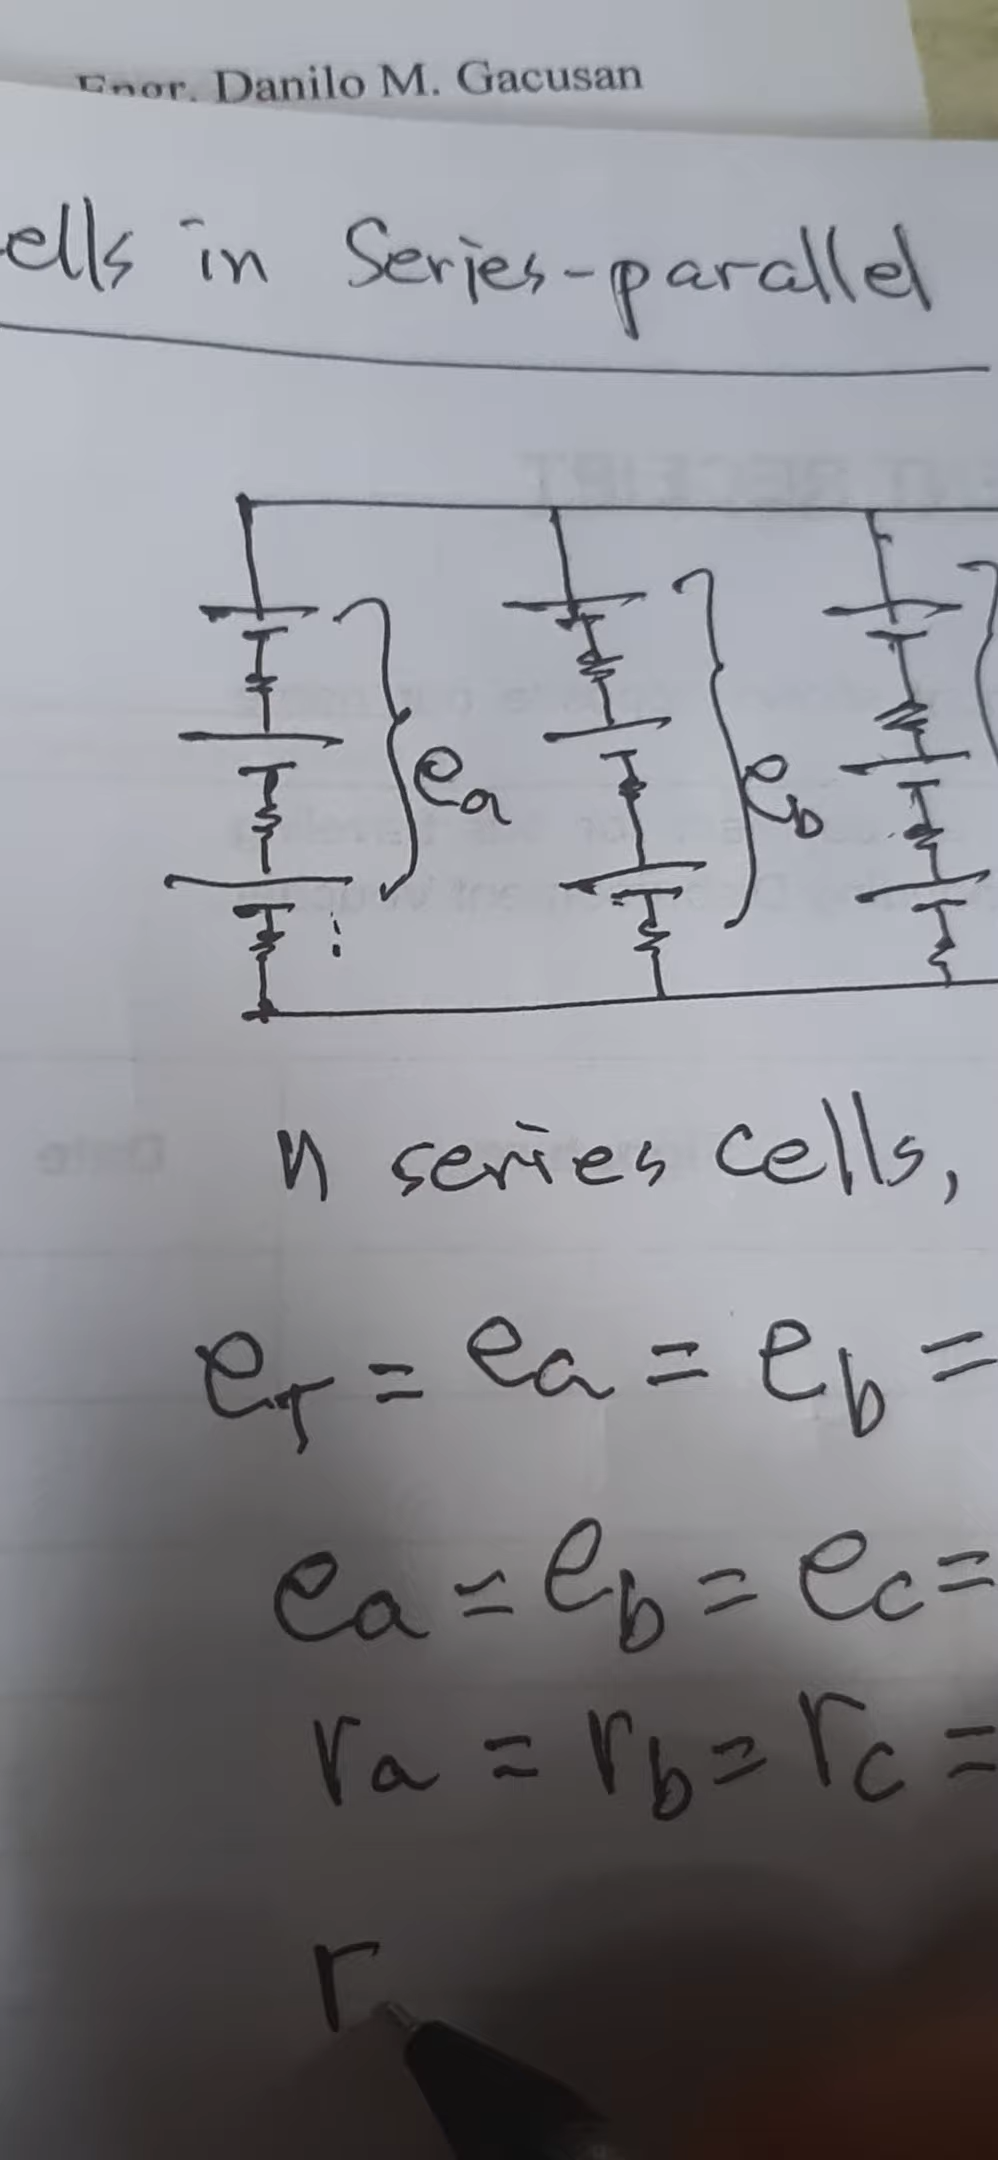 Engr. Danilo M. Gacusan
ells in Series-parallel
ea
eb
n series cells,
eT = ea = eb =
ea = eb = ec =
ra = rb = rc =
r